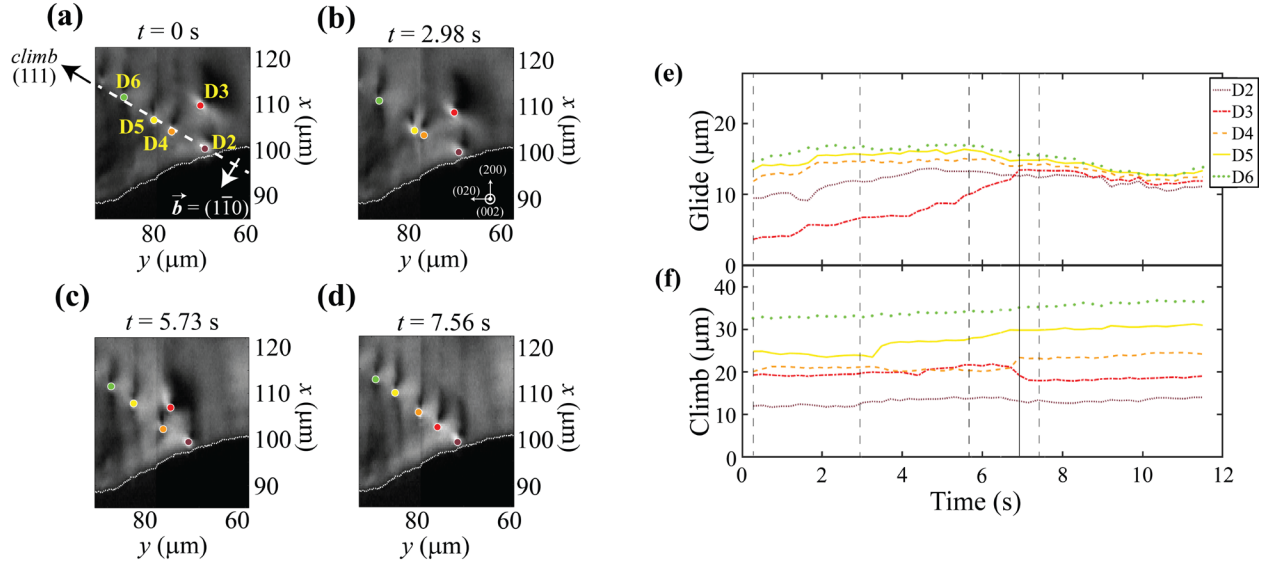 (a)
t = 0 s
climb
(111)
D6
D3
D5
D4
D2
b = (11̅0)
120
110
100
90
x (µm)
80
60
y (µm)
(b)
t = 2.98 s
(200)
(020)
(002)
120
110
100
90
x (µm)
80
60
y (µm)
(c)
t = 5.73 s
120
110
100
90
x (µm)
80
60
y (µm)
(d)
t = 7.56 s
120
110
100
90
x (µm)
80
60
y (µm)
(e)
Glide (µm)
20
10
0
D2
D3
D4
D5
D6
(f)
Climb (µm)
40
30
20
10
0
0
2
4
6
8
10
12
Time (s)